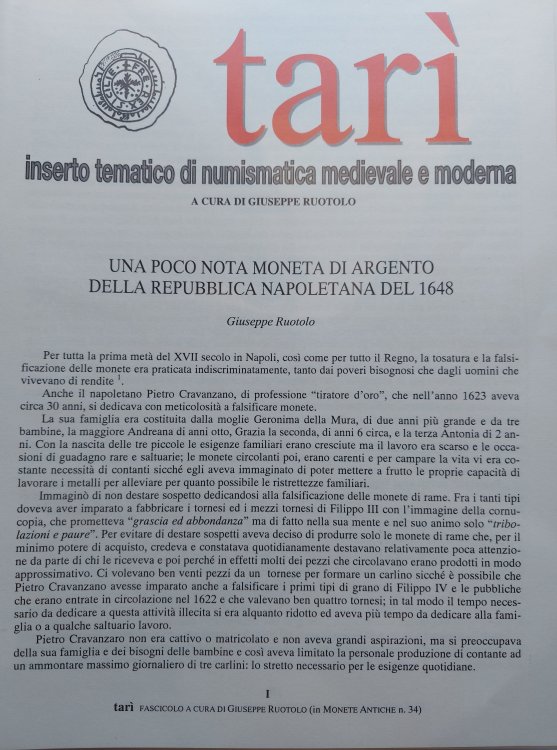 tarì
inserto tematico di numismatica medievale e moderna
A CURA DI GIUSEPPE RUOTOLO
UNA POCO NOTA MONETA DI ARGENTO
DELLA REPUBBLICA NAPOLETANA DEL 1648
Giuseppe Ruotolo
Per tutta la prima metà del XVII secolo in Napoli, così come per tutto il Regno, la tosatura e la falsi-
ficazione delle monete era praticata indiscriminatamente, tanto dai poveri bisognosi che dagli uomini che
vivevano di rendite 1.
Anche il napoletano Pietro Cravanzano, di professione “tiratore d’oro”, che nell’anno 1623 aveva
circa 30 anni, si dedicava con meticolosità a falsificare monete.
La sua famiglia era costituita dalla moglie Geronima della Mura, di due anni più grande e da tre
bambine, la maggiore Andreana di anni otto, Grazia la seconda, di anni 6 circa, e la terza Antonia di 2 an-
ni. Con la nascita delle tre piccole le esigenze familiari erano cresciute ma il lavoro era scarso e le occa-
sioni di guadagno rare e saltuarie; le monete circolanti poi, erano carenti e per campare la vita vi era co-
stante necessità di contanti sicché egli aveva immaginato di poter mettere a frutto le proprie capacità di
lavorare i metalli per alleviare per quanto possibile le ristrettezze familiari.
Immaginò di non destare sospetto dedicandosi alla falsificazione delle monete di rame. Fra i tanti tipi
doveva aver imparato a fabbricare i tornesi ed i mezzi tornesi di Filippo III con l’immagine della cornu-
copia, che prometteva “grascia ed abbondanza” ma di fatto nella sua mente e nel suo animo solo “tribo-
lazioni e paure”. Per evitare di destare sospetti aveva deciso di produrre solo le monete di rame che, per il
minimo potere di acquisto, credeva e constatava quotidianamente destavano relativamente poca attenzio-
ne da parte di chi le riceveva e poi perché in effetti molti dei pezzi che circolavano erano prodotti in modo
approssimativo. Ci volevano ben venti pezzi da un tornese per formare un carlino sicché è possibile che
Pietro Cravanzano avesse imparato anche a falsificare i primi tipi di grano di Filippo IV e le pubbliche
che erano entrate in circolazione nel 1622 e che valevano ben quattro tornesi; in tal modo il tempo neces-
sario da dedicare a questa attività illecita si era alquanto ridotto ed aveva più tempo da dedicare alla fami-
glia o a qualche saltuario lavoro.
Pietro Cravanzaro non era cattivo o matricolato e non aveva grandi aspirazioni, ma si preoccupava
della sua famiglia e dei bisogni delle bambine e così aveva limitato la personale produzione di contante ad
un ammontare massimo giornaliero di tre carlini: lo stretto necessario per le esigenze quotidiane.
I
tarì FASCICOLO A CURA DI GIUSEPPE RUOTOLO (in MONETE ANTICHE n. 34)